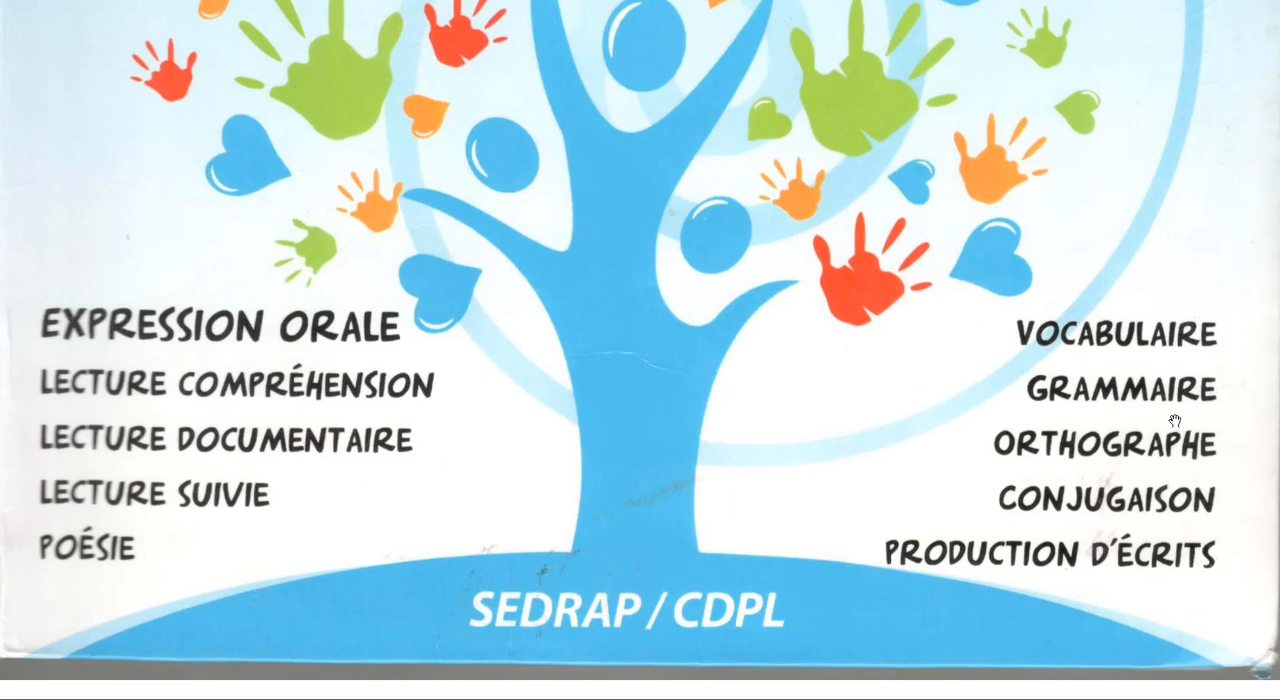 EXPRESSION ORALE
LECTURE COMPRÉHENSION
LECTURE DOCUMENTAIRE
LECTURE SUIVIE
POÉSIE
VOCABULAIRE
GRAMMAIRE
ORTHOGRAPHE
CONJUGAISON
PRODUCTION D'ÉCRITS
SEDRAP / CDPL